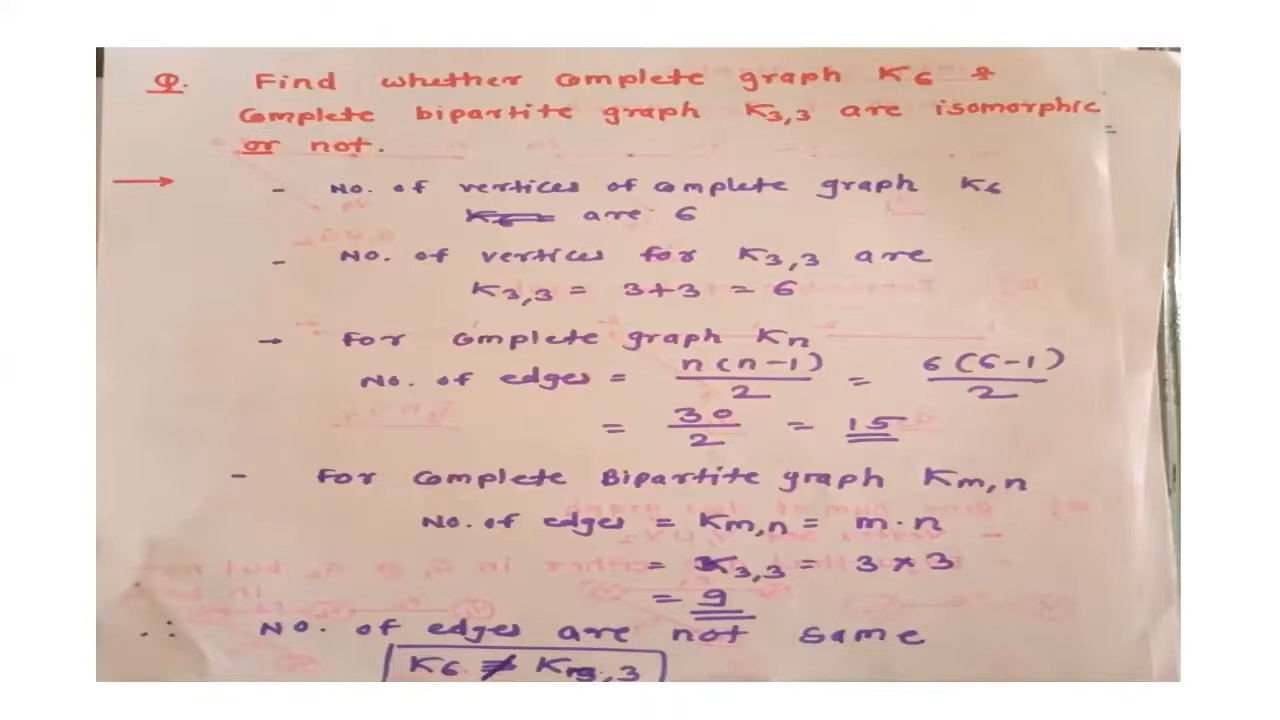 Q. Find whether complete graph K6 &
complete bipartite graph K3,3 are isomorphic
or not.
→ - No. of vertices of complete graph K6
are 6
- No. of vertices for K3,3 are
K3,3 = 3+3 = 6
→ For complete graph Kn
No. of edges = n(n-1)/2 = 6(6-1)/2
= 30/2 = 15
- For complete Bipartite graph Km,n
No. of edges = Km,n = m·n
= K3,3 = 3 × 3
= 9
∴ No. of edges are not same
K6 ≠ K3,3